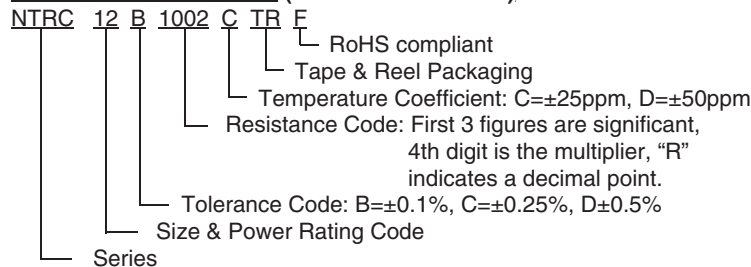 NTRC 12 B 1002 C TR F
RoHS compliant
Tape & Reel Packaging
Temperature Coefficient: C=±25ppm, D=±50ppm
Resistance Code: First 3 figures are significant,
4th digit is the multiplier, “R”
indicates a decimal point.
Tolerance Code: B=±0.1%, C=±0.25%, D±0.5%
Size & Power Rating Code
Series